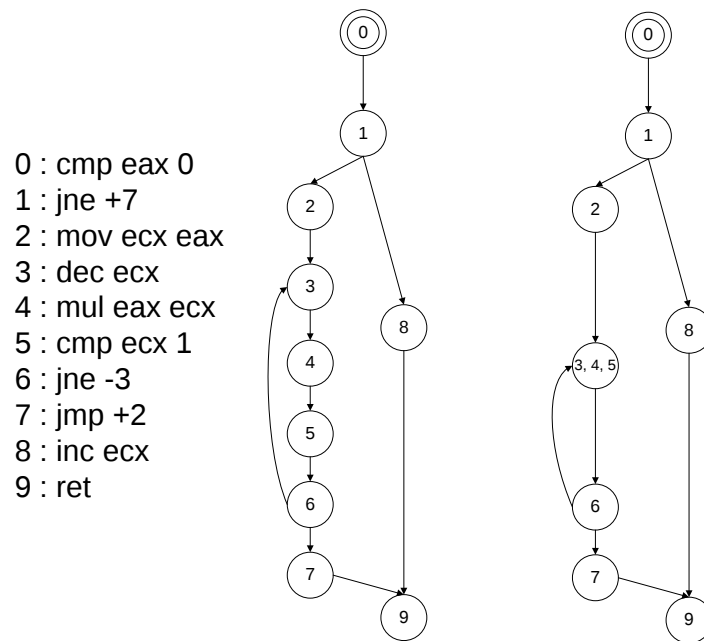 0 : cmp eax 0
1 : jne +7
2 : mov ecx eax
3 : dec ecx
4 : mul eax ecx
5 : cmp ecx 1
6 : jne -3
7 : jmp +2
8 : inc ecx
9 : ret
0
1
2
3
8
4
5
6
7
9
0
1
2
8
3, 4, 5
6
7
9